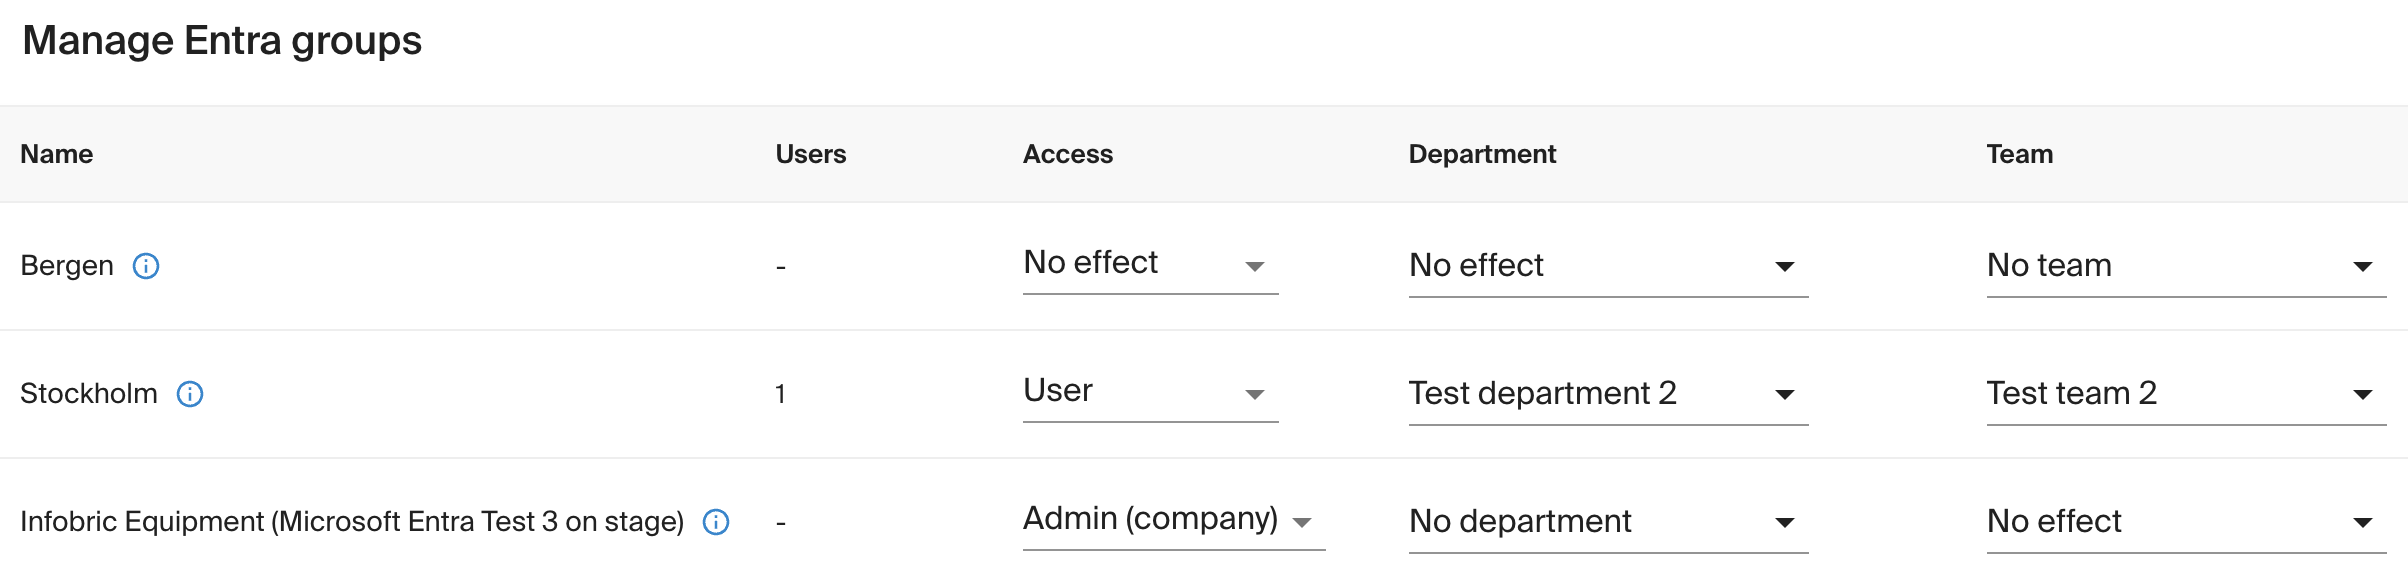 Manage Entra groups
Name Users Access Department Team
Bergen - No effect No effect No team
Stockholm 1 User Test department 2 Test team 2
Infobric Equipment (Microsoft Entra Test 3 on stage) - Admin (company) No department No effect